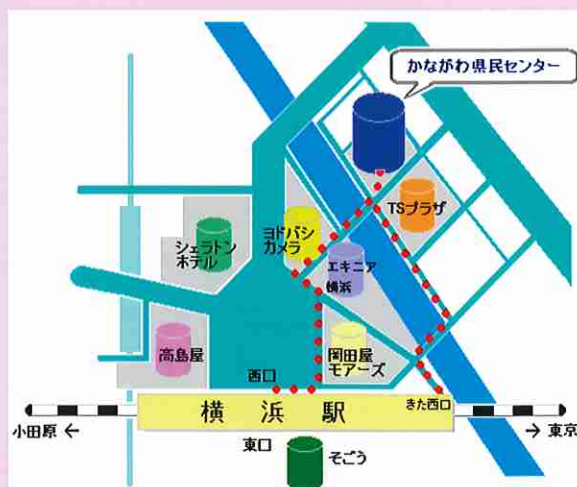 かながわ県民センター
TSプラザ
ヨドバシ
カメラ
シェラトン
ホテル
エキニア
横浜
高島屋
岡田屋
モアーズ
西口
きた西口
横浜駅
小田原 ←
→ 東京
東口
そごう